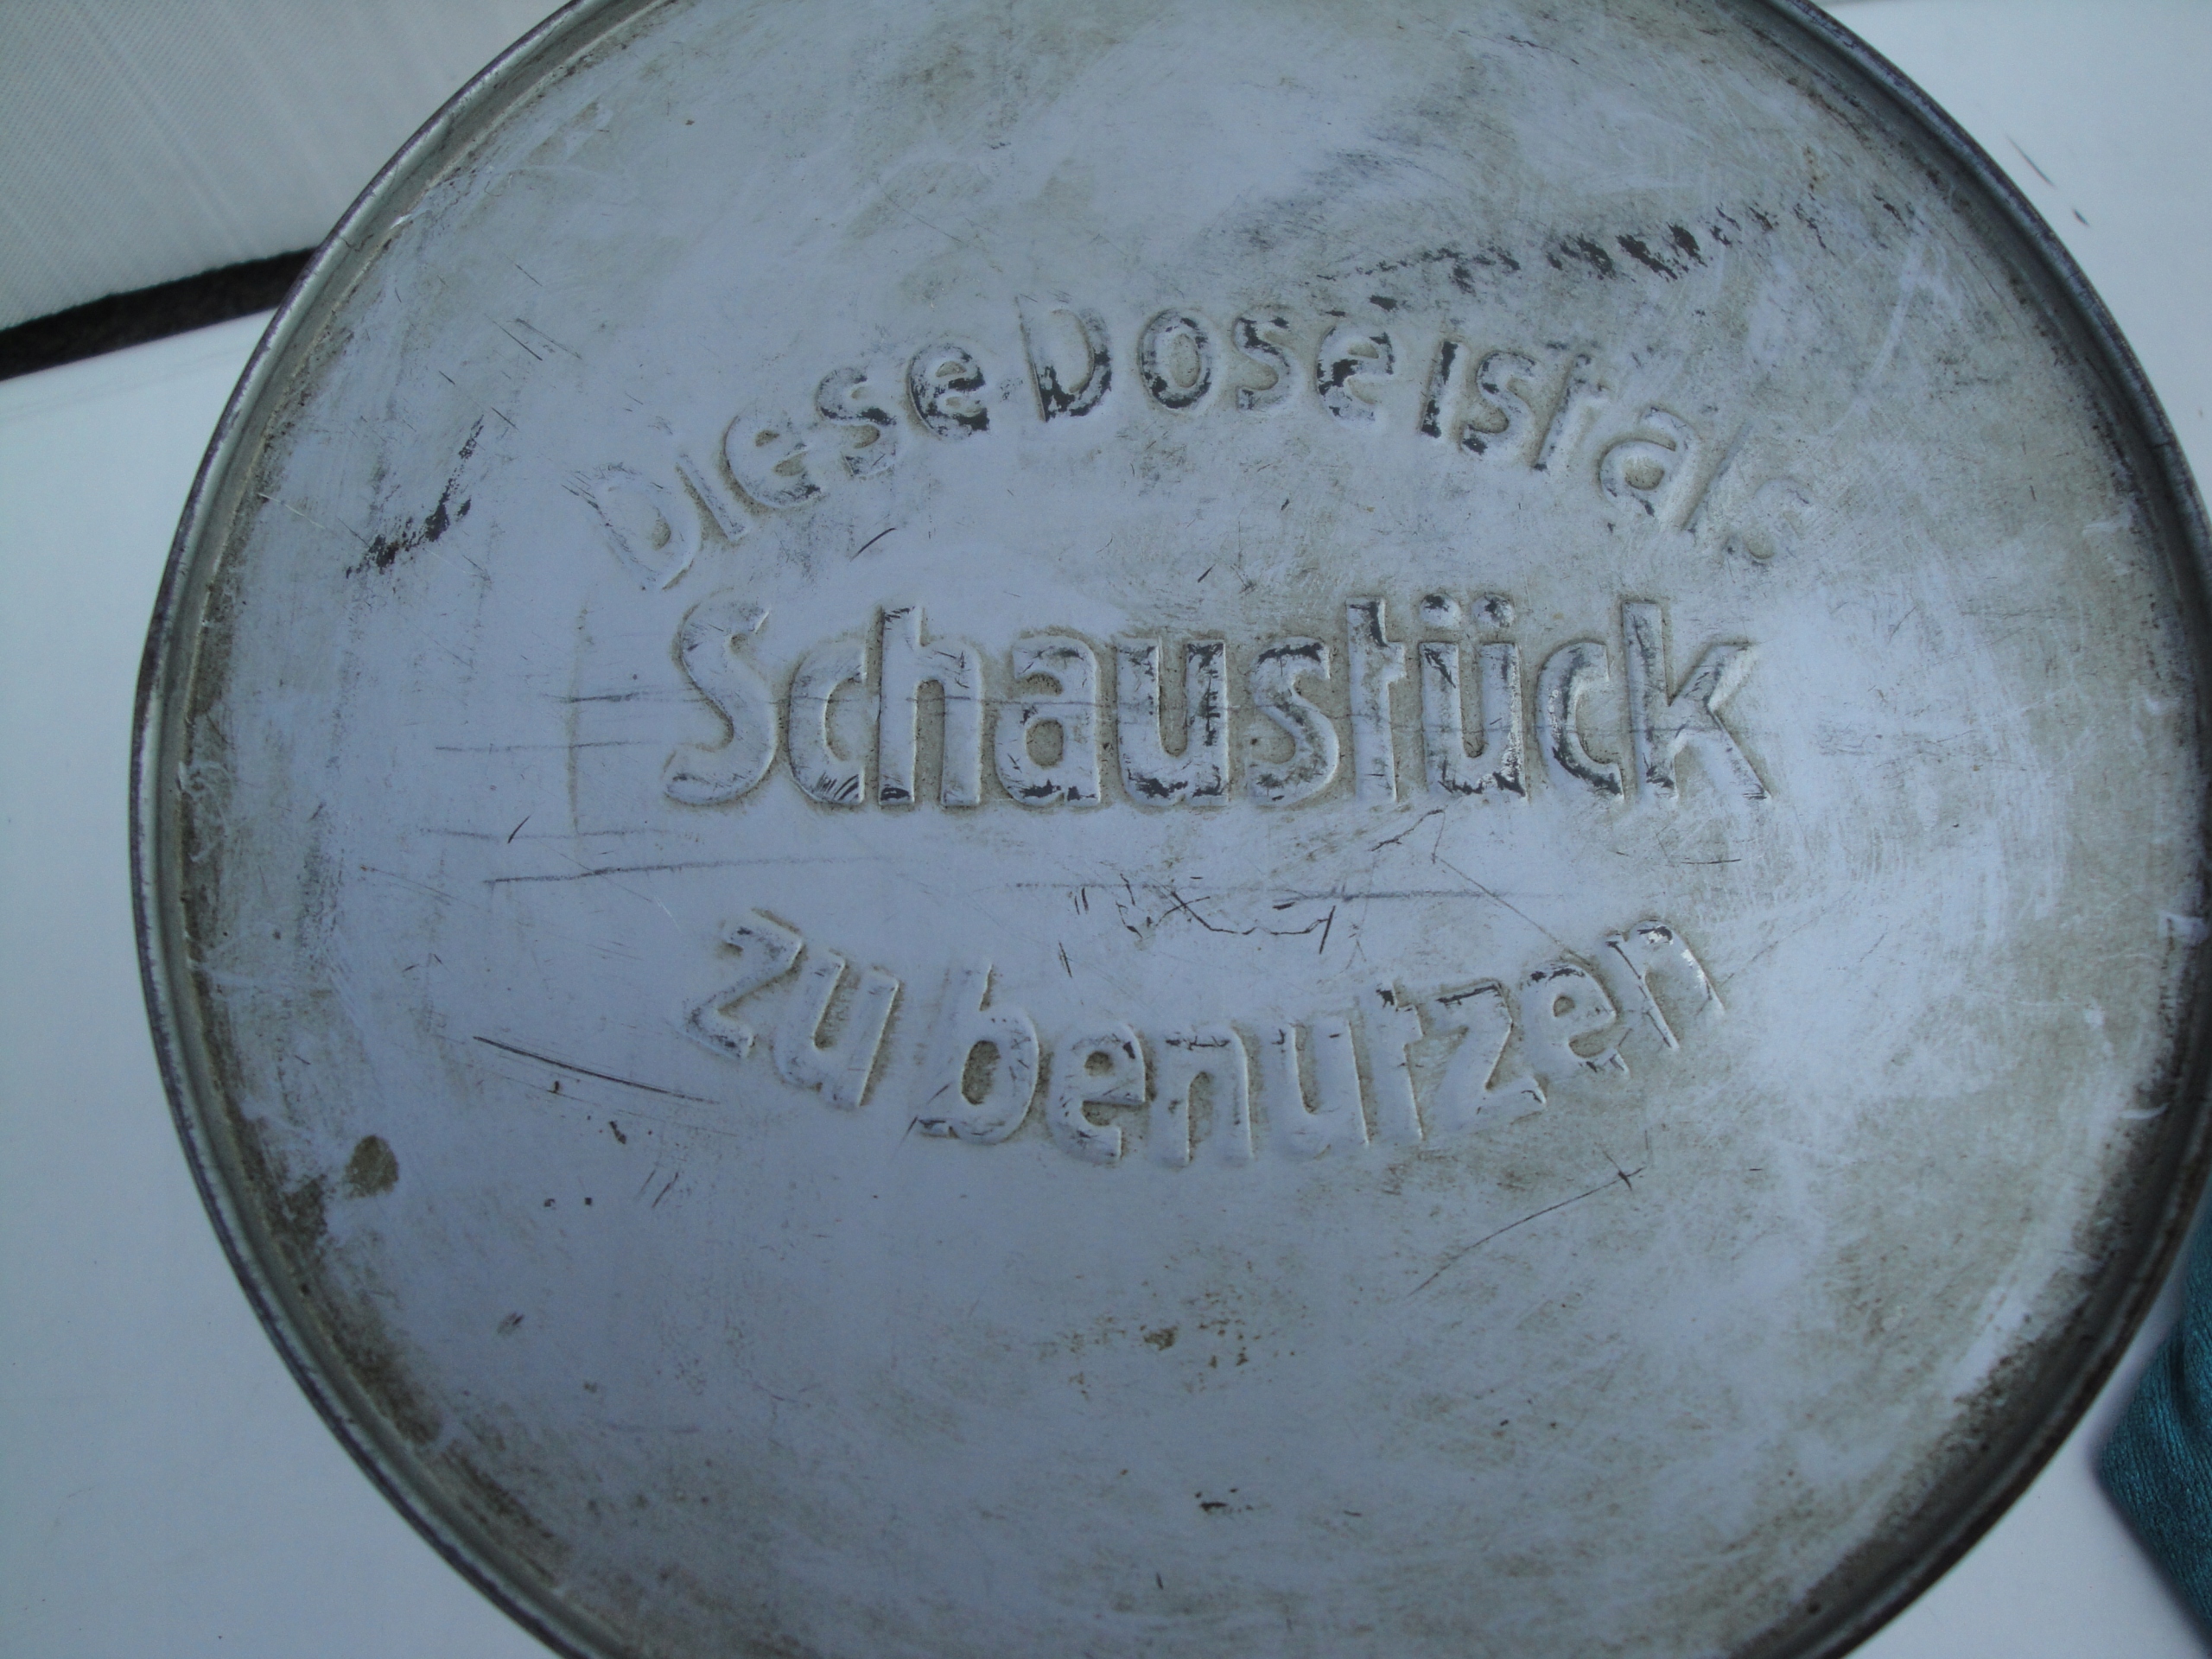 Diese Dose ist als
Schaustück
zu benutzen